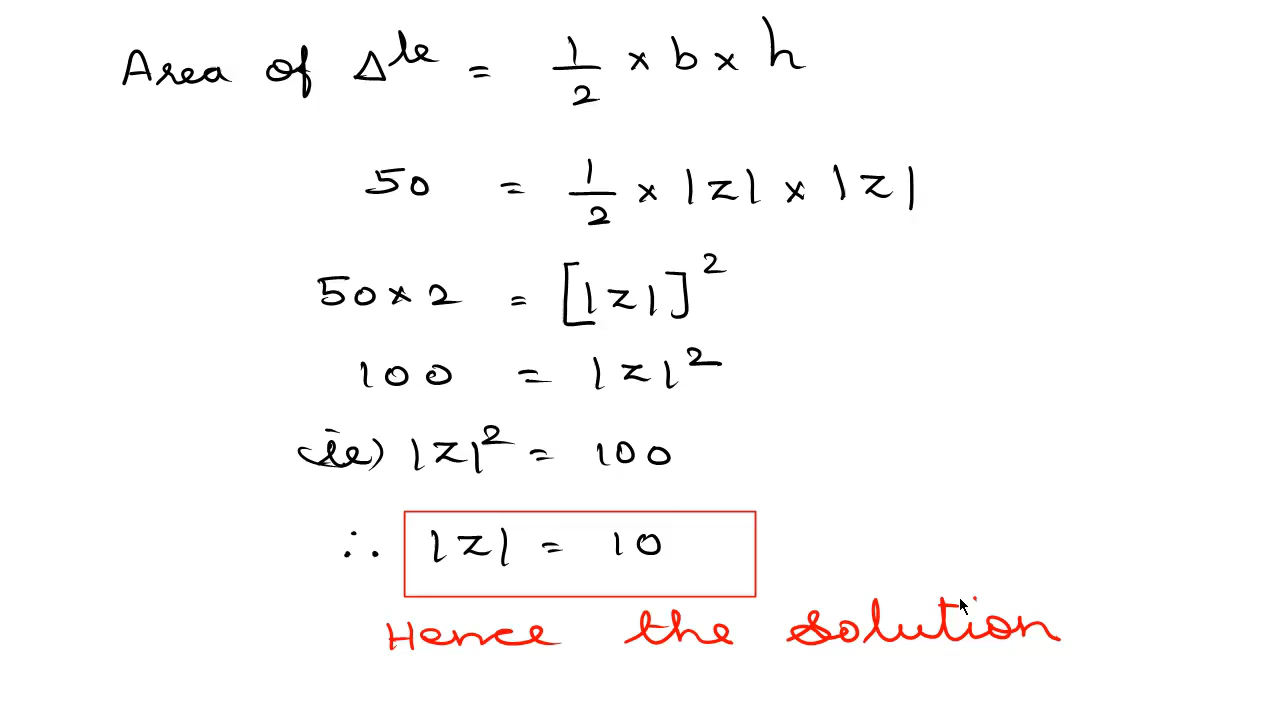 Area of Δle = 1/2 × b × h
50 = 1/2 × |z| × |z|
50 × 2 = [|z|]²
100 = |z|²
(ie) |z|² = 100
∴ |z| = 10
Hence the solution